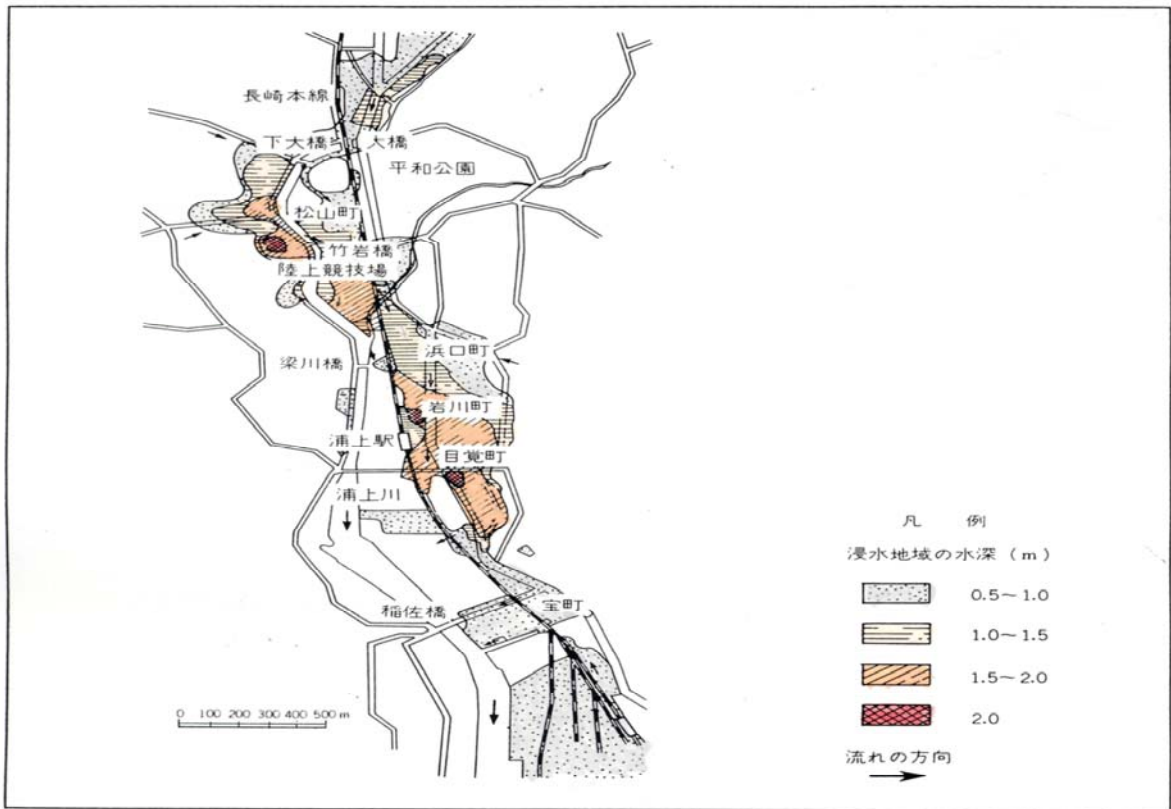 長崎本線
下大橋
大橋
平和公園
松山町
竹岩橋
陸上競技場
浜口町
梁川橋
岩川町
浦上駅
目覚町
浦上川
稲佐橋
宝町
0 100 200 300 400 500 m
凡 例
浸水地域の水深(m)
0.5~1.0
1.0~1.5
1.5~2.0
2.0
流れの方向